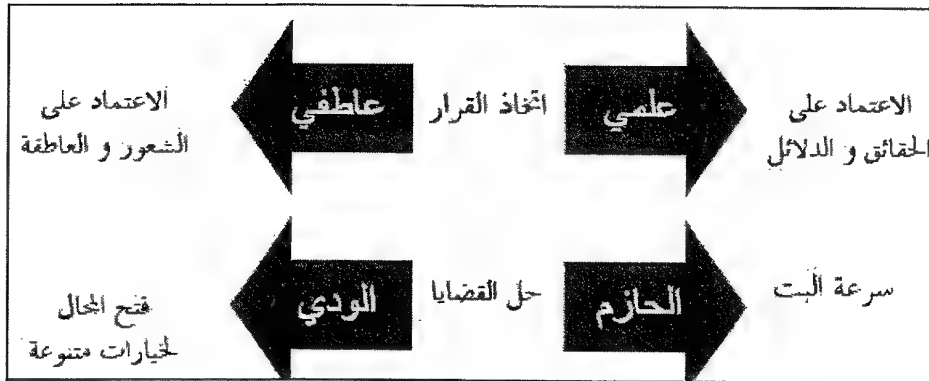 الاعتماد على
الحقائق و الدلائل
علمي
اتخاذ القرار
عاطفي
الاعتماد على
الشعور و العاطفة
سرعة البت
الحازم
حل القضايا
الودي
فتح المجال
لخيارات متنوعة